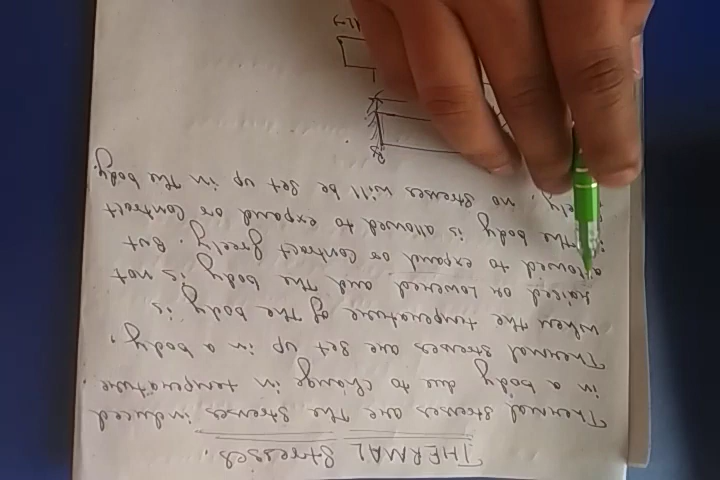 THERMAL Stresses.
Thermal stresses are the stresses induced
in a body due to change in temperature
Thermal stresses are set up in a body,
when the temperature of the body is
raised or Lowered and the body is not
allowed to expand or contract freely. But
if the body is allowed to expand or contract
no stresses will be set up in the body.